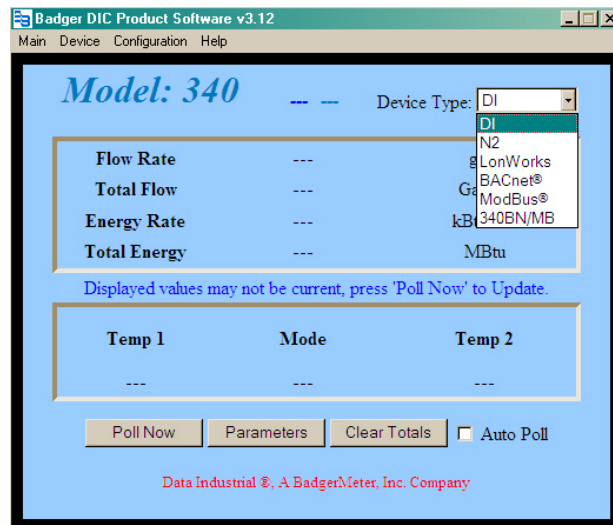 Badger DIC Product Software v3.12
Main Device Configuration Help
Model: 340 --- --- Device Type: DI
DI
N2
LonWorks
BACnet®
ModBus®
340BN/MB
Flow Rate ---
Total Flow ---
Energy Rate ---
Total Energy --- MBtu
Displayed values may not be current, press 'Poll Now' to Update.
Temp 1 Mode Temp 2
--- --- ---
Poll Now Parameters Clear Totals Auto Poll
Data Industrial ®, A BadgerMeter, Inc. Company